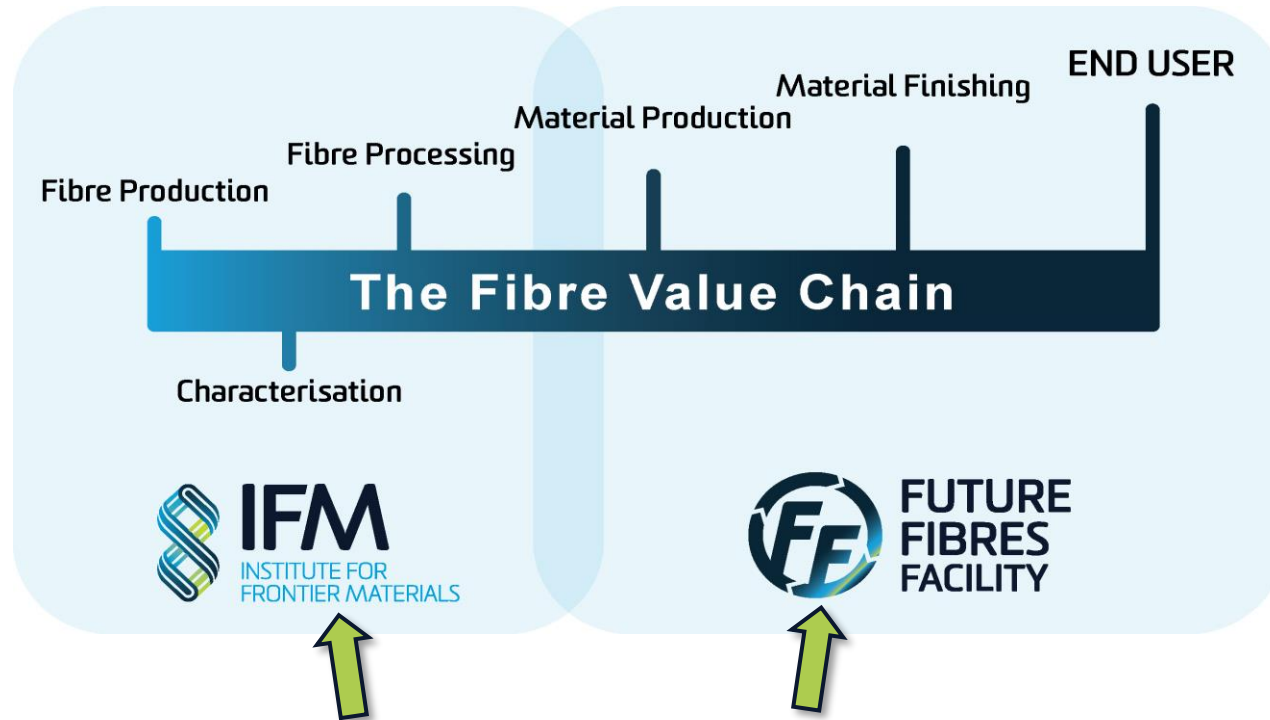 END USER
Material Finishing
Material Production
Fibre Processing
Fibre Production
The Fibre Value Chain
Characterisation
IFM
INSTITUTE FOR
FRONTIER MATERIALS
FF
FUTURE
FIBRES
FACILITY